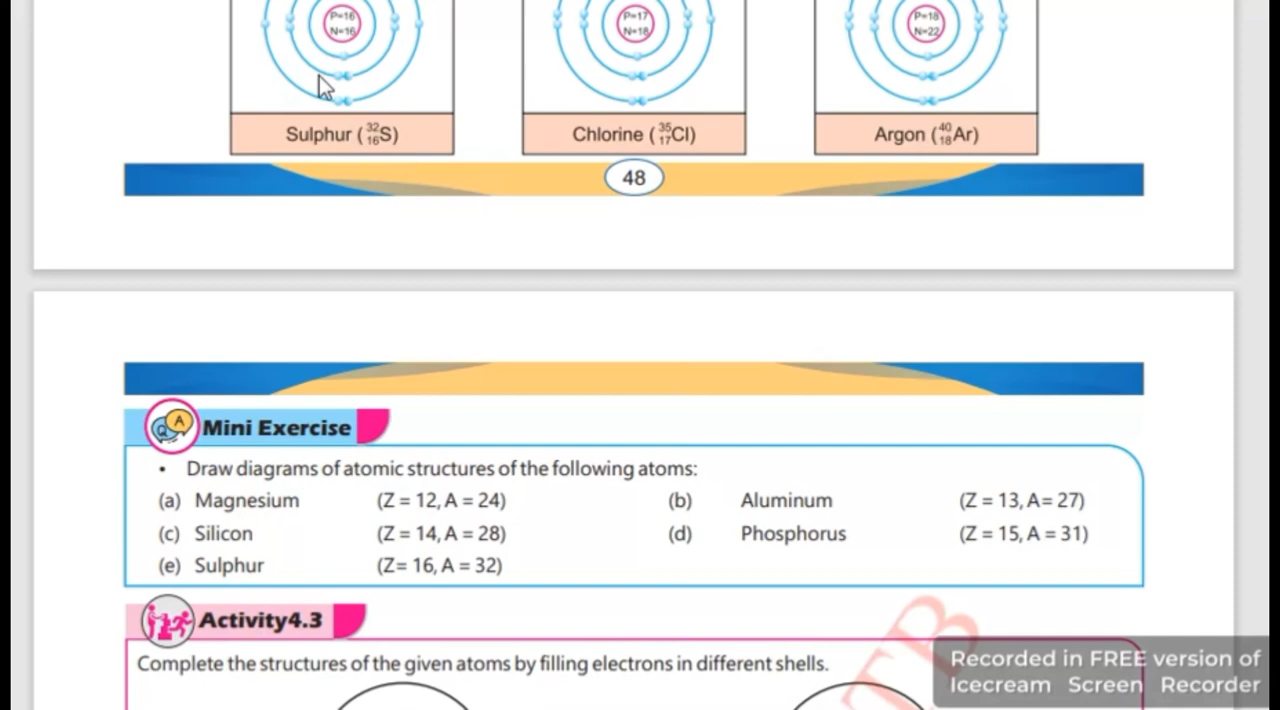 P=16 P=17 P=18
N=16 N=18 N=22
Sulphur (³²₁₆S) Chlorine (³⁵₁₇Cl) Argon (⁴⁰₁₈Ar)
48
Q A Mini Exercise
• Draw diagrams of atomic structures of the following atoms:
(a) Magnesium (Z = 12, A = 24) (b) Aluminum (Z = 13, A= 27)
(c) Silicon (Z = 14, A = 28) (d) Phosphorus (Z = 15, A = 31)
(e) Sulphur (Z= 16, A = 32)
Activity4.3
Complete the structures of the given atoms by filling electrons in different shells.
TB
Recorded in FREE version of
Icecream Screen Recorder